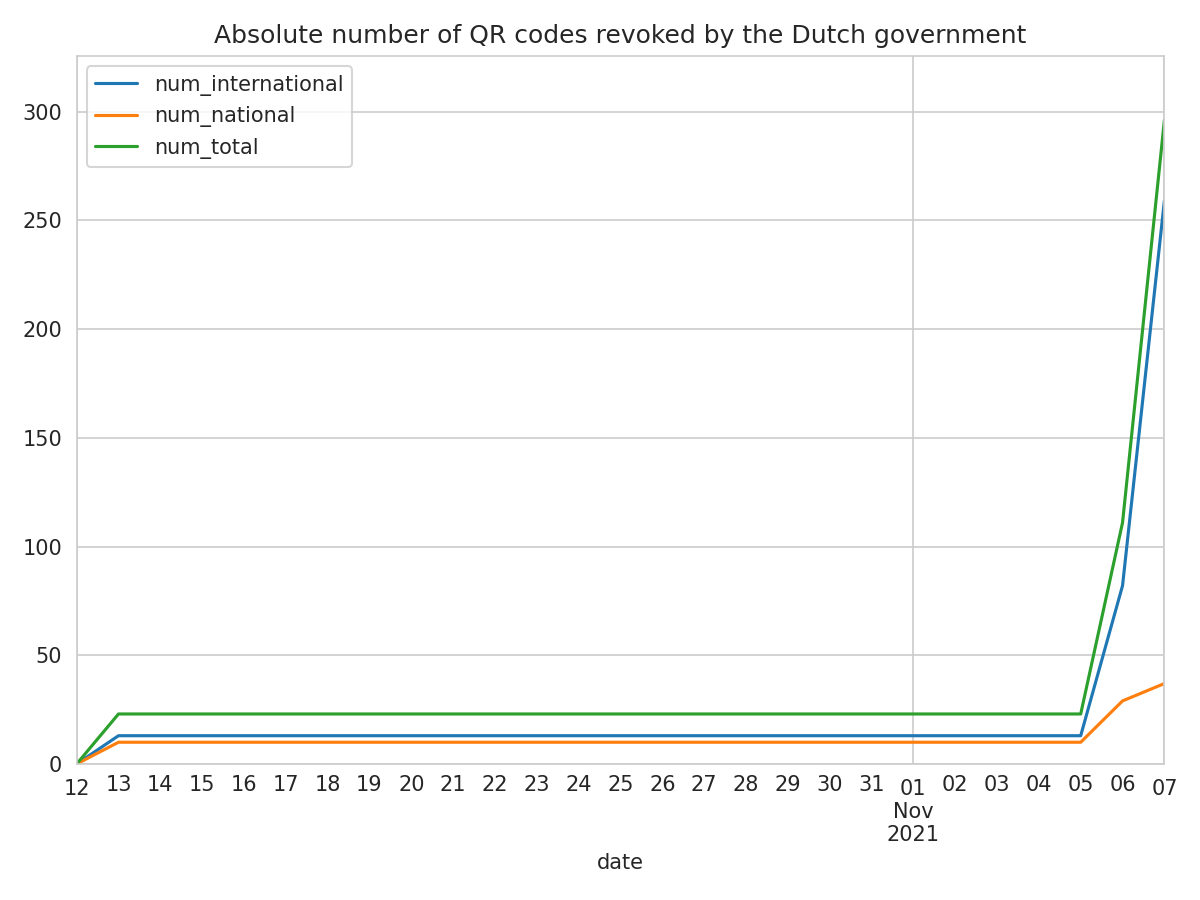 Absolute number of QR codes revoked by the Dutch government
num_international
num_national
num_total
300
250
200
150
100
50
0
12 13 14 15 16 17 18 19 20 21 22 23 24 25 26 27 28 29 30 31 01 02 03 04 05 06 07
Nov
2021
date